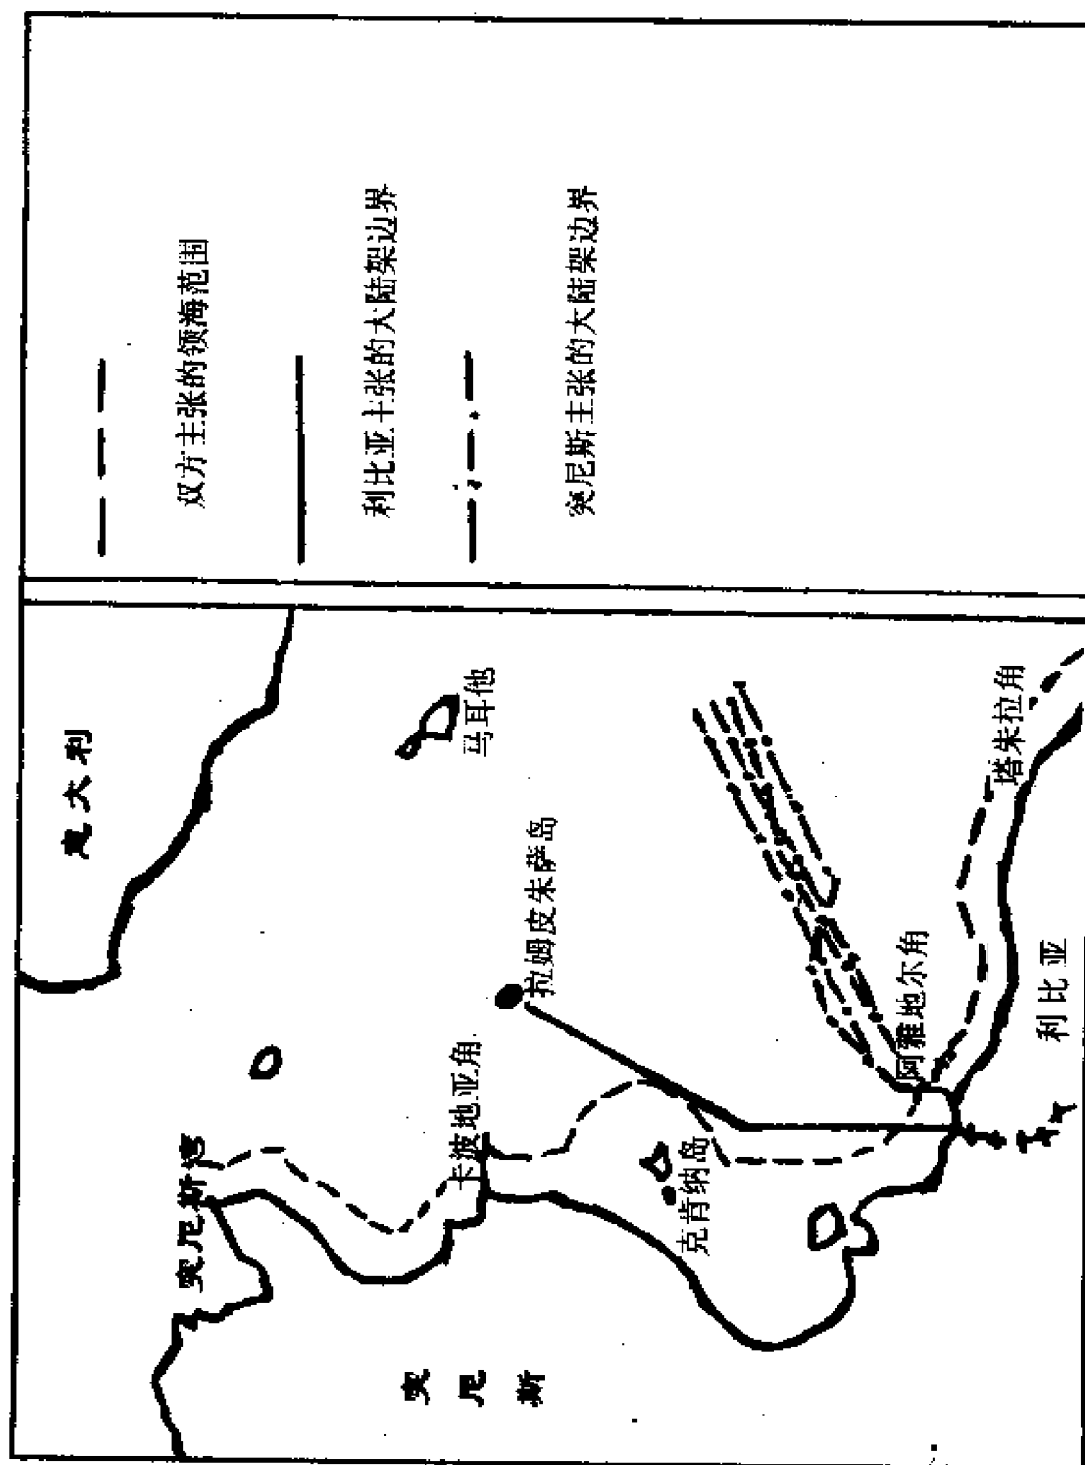 意大利
突尼斯湾
马耳他
拉姆皮朱萨岛
卡波地亚角
克肯纳岛
突尼斯
阿雅地尔角
塔朱拉角
利比亚
双方主张的领海范围
利比亚主张的大陆架边界
突尼斯主张的大陆架边界